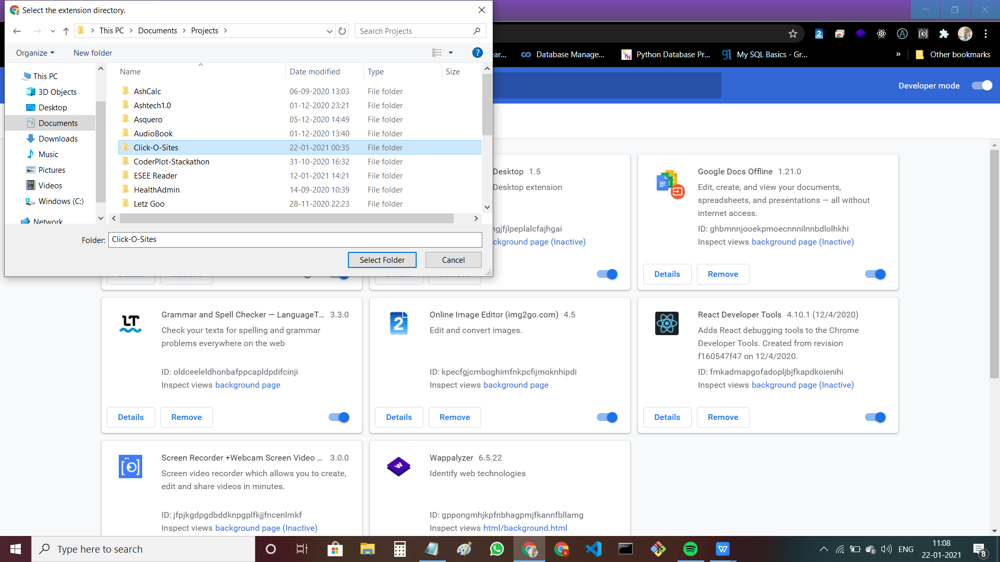 Select the extension directory.
This PC
Documents
Projects
Search Projects
Organize
New folder
Name
Date modified
Type
Size
This PC
3D Objects
Desktop
Documents
Downloads
Music
Pictures
Videos
Windows (C:)
Network
AshCalc 06-09-2020 13:03 File folder
Ashtech1.0 01-12-2020 23:21 File folder
Asquero 05-12-2020 14:49 File folder
AudioBook 01-12-2020 13:40 File folder
Click-O-Sites 22-01-2021 00:35 File folder
CoderPlot-Stackathon 31-10-2020 16:32 File folder
ESEE Reader 12-01-2021 14:21 File folder
HealthAdmin 14-09-2020 10:39 File folder
Letz Goo 28-11-2020 22:23 File folder
Folder: Click-O-Sites
Select Folder
Cancel
ear...
Database Manage...
Python Database Pr...
My SQL Basics - Gr...
»
Other bookmarks
Developer mode
Desktop 1.5
Desktop extension
ngjfjlpeplalcfajhgai
ckground page (Inactive)
Google Docs Offline 1.21.0
Edit, create, and view your documents,
spreadsheets, and presentations — all without
internet access.
ID: ghbmnnjooekpmoecnnnilnnbdlolhkhi
Inspect views background page (Inactive)
Details
Remove
Grammar and Spell Checker — LanguageT... 3.3.0
Check your texts for spelling and grammar
problems everywhere on the web
ID: oldceeleldhonbafppcapldpdifcinji
Inspect views background page
Details
Remove
Online Image Editor (img2go.com) 4.5
Edit and convert images.
ID: kpecfgjcmboghimfnkpcfijmoknhipdi
Inspect views background page
Details
Remove
React Developer Tools 4.10.1 (12/4/2020)
Adds React debugging tools to the Chrome
Developer Tools. Created from revision
f160547f47 on 12/4/2020.
ID: fmkadmapgofadopljbjfkapdkoienihi
Inspect views background page (Inactive)
Details
Remove
Screen Recorder +Webcam Screen Video ... 3.0.0
Screen video recorder which allows you to create,
edit and share videos in minutes.
ID: jfpjkgdpgdbddknpgplfkjjfncenlmkf
Inspect views background page (Inactive)
Wappalyzer 6.5.22
Identify web technologies
ID: gppongmhjkpfnbhagpmjfkannfbllamg
Inspect views html/background.html
Type here to search
ENG
11:08
22-01-2021
8